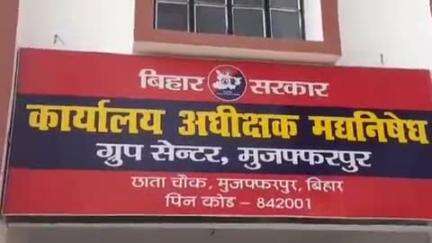 बिहार सरकार
कार्यालय अधीक्षक मद्यनिषेध
ग्रुप सेन्टर, मुजफ्फरपुर
छाता चौक, मुजफ्फरपुर, बिहार
पिन कोड - 842001